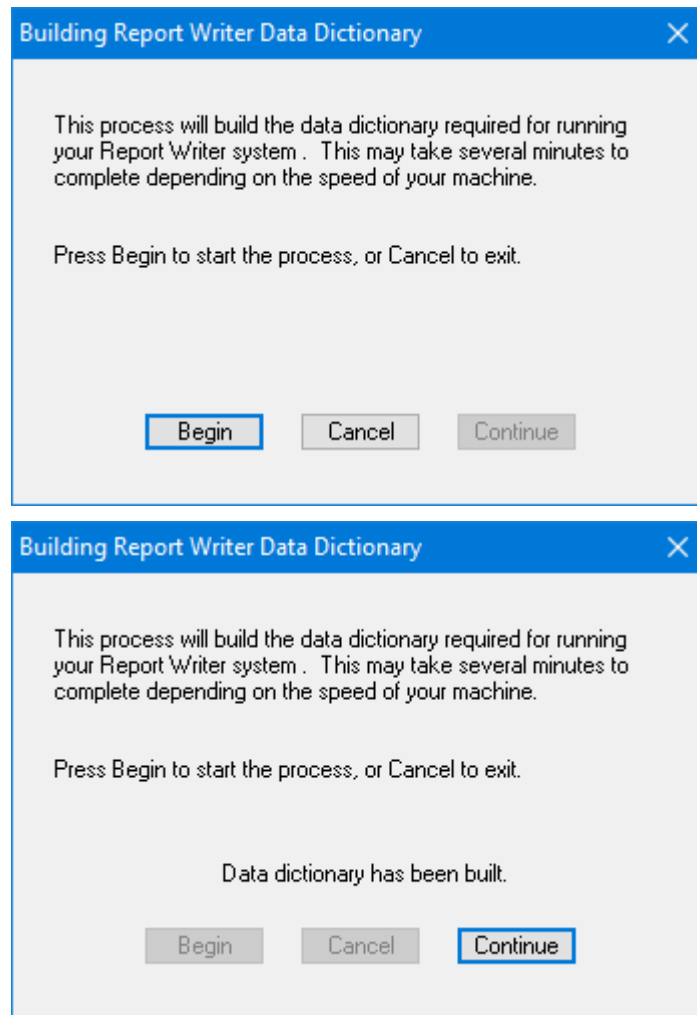 Building Report Writer Data Dictionary
This process will build the data dictionary required for running
your Report Writer system .  This may take several minutes to
complete depending on the speed of your machine.
Press Begin to start the process, or Cancel to exit.
Begin Cancel Continue
Building Report Writer Data Dictionary
This process will build the data dictionary required for running
your Report Writer system .  This may take several minutes to
complete depending on the speed of your machine.
Press Begin to start the process, or Cancel to exit.
Data dictionary has been built.
Begin Cancel Continue